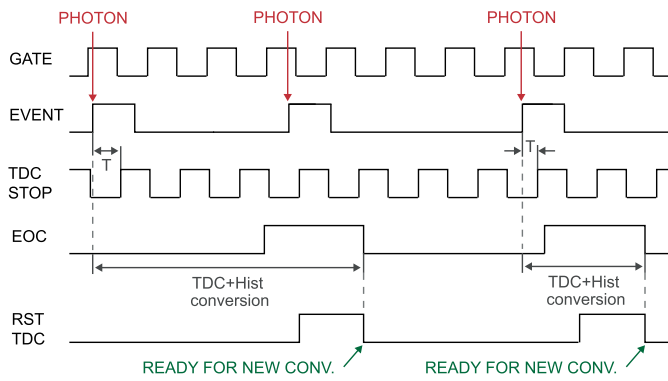 PHOTON PHOTON PHOTON
GATE
EVENT
T T
TDC
STOP
EOC
TDC+Hist
conversion
TDC+Hist
conversion
RST
TDC
READY FOR NEW CONV. READY FOR NEW CONV.